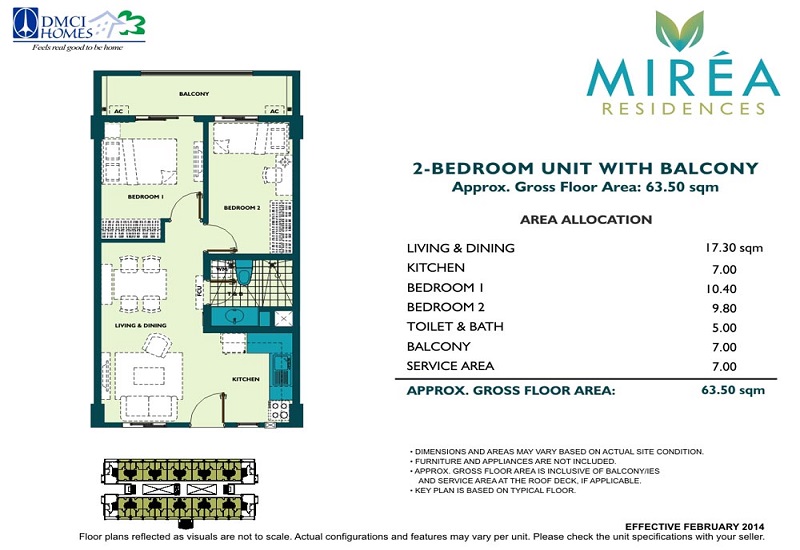 DMCI
HOMES
Feels real good to be home
MIRÉA
RESIDENCES
2-BEDROOM UNIT WITH BALCONY
Approx. Gross Floor Area: 63.50 sqm
AREA ALLOCATION
LIVING & DINING 17.30 sqm
KITCHEN 7.00
BEDROOM 1 10.40
BEDROOM 2 9.80
TOILET & BATH 5.00
BALCONY 7.00
SERVICE AREA 7.00
APPROX. GROSS FLOOR AREA: 63.50 sqm
• DIMENSIONS AND AREAS MAY VARY BASED ON ACTUAL SITE CONDITION.
• FURNITURE AND APPLIANCES ARE NOT INCLUDED.
• APPROX. GROSS FLOOR AREA IS INCLUSIVE OF BALCONY/IES
AND SERVICE AREA AT THE ROOF DECK, IF APPLICABLE.
• KEY PLAN IS BASED ON TYPICAL FLOOR.
BALCONY
AC
AC
BEDROOM 1
BEDROOM 2
WM
T & B
FCU
LIVING & DINING
KITCHEN
EFFECTIVE FEBRUARY 2014
Floor plans reflected as visuals are not to scale. Actual configurations and features may vary per unit. Please check the unit specifications with your seller.